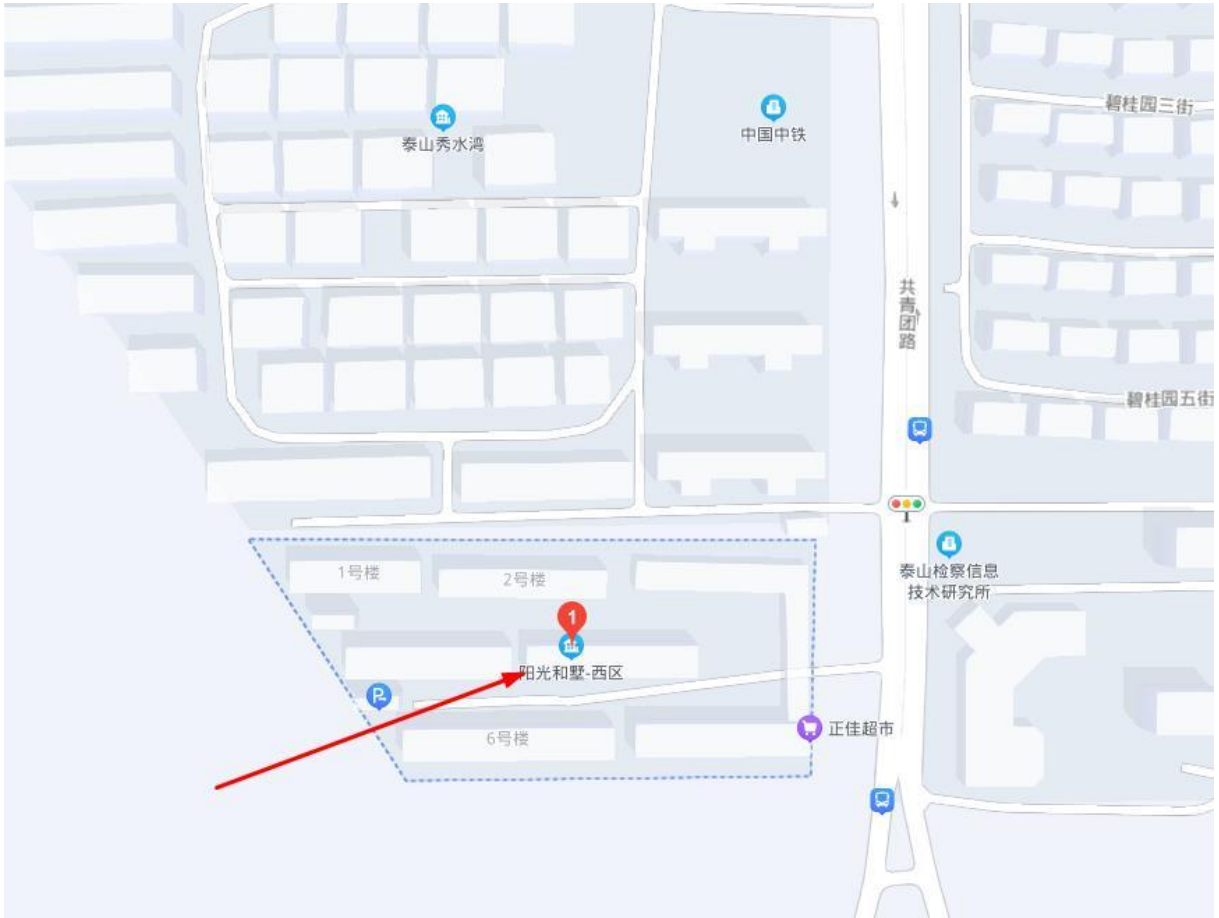 碧桂园三街
泰山秀水湾
中国中铁
共青团路
碧桂园五街
泰山检察信息
技术研究所
1号楼
2号楼
1
阳光和墅-西区
P
6号楼
正佳超市